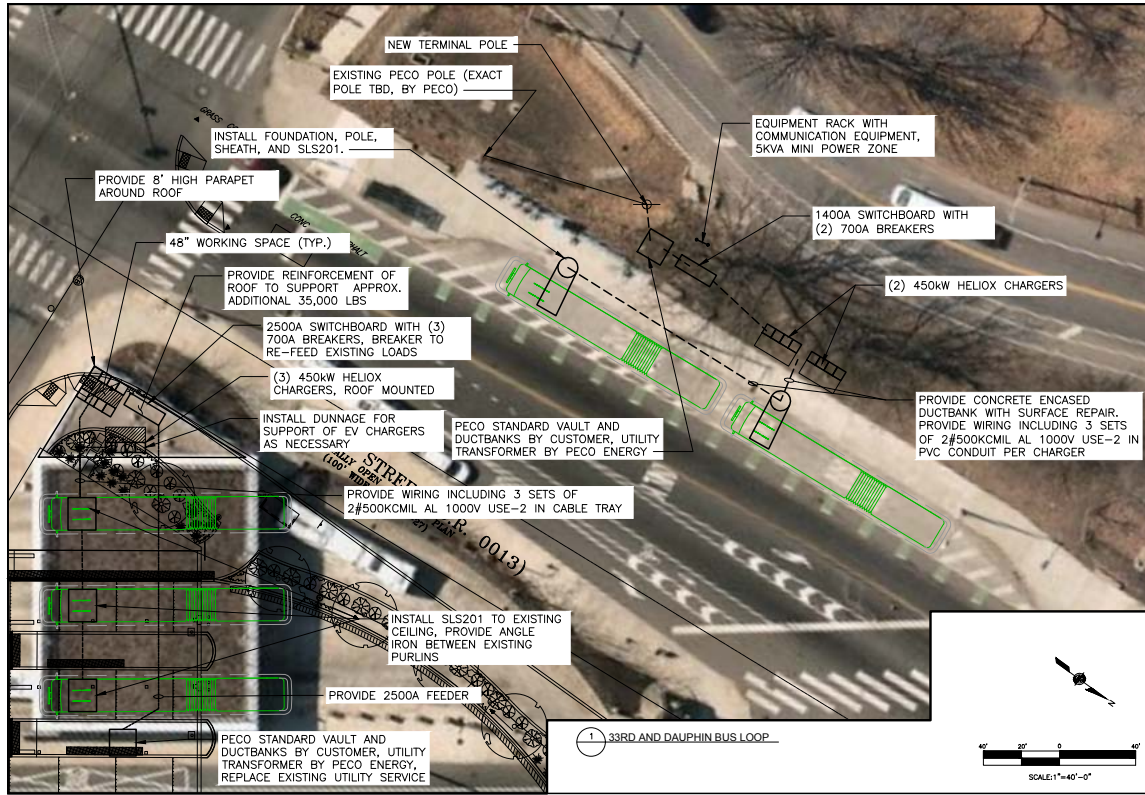 NEW TERMINAL POLE
EXISTING PECO POLE (EXACT
POLE TBD, BY PECO)
INSTALL FOUNDATION, POLE,
SHEATH, AND SLS201.
EQUIPMENT RACK WITH
COMMUNICATION EQUIPMENT,
5KVA MINI POWER ZONE
PROVIDE 8' HIGH PARAPET
AROUND ROOF
GRASS
CONC
1400A SWITCHBOARD WITH
(2) 700A BREAKERS
48" WORKING SPACE (TYP.)
PROVIDE REINFORCEMENT OF
ROOF TO SUPPORT APPROX.
ADDITIONAL 35,000 LBS
(2) 450kW HELIOX CHARGERS
2500A SWITCHBOARD WITH (3)
700A BREAKERS, BREAKER TO
RE-FEED EXISTING LOADS
(3) 450kW HELIOX
CHARGERS, ROOF MOUNTED
INSTALL DUNNAGE FOR
SUPPORT OF EV CHARGERS
AS NECESSARY
PECO STANDARD VAULT AND
DUCTBANKS BY CUSTOMER, UTILITY
TRANSFORMER BY PECO ENERGY
PROVIDE CONCRETE ENCASED
DUCTBANK WITH SURFACE REPAIR.
PROVIDE WIRING INCLUDING 3 SETS
OF 2#500KCMIL AL 1000V USE-2 IN
PVC CONDUIT PER CHARGER
OPEN
(100' WIDE
PLAN
0013)
PROVIDE WIRING INCLUDING 3 SETS OF
2#500KCMIL AL 1000V USE-2 IN CABLE TRAY
INSTALL SLS201 TO EXISTING
CEILING, PROVIDE ANGLE
IRON BETWEEN EXISTING
PURLINS
PROVIDE 2500A FEEDER
PECO STANDARD VAULT AND
DUCTBANKS BY CUSTOMER, UTILITY
TRANSFORMER BY PECO ENERGY,
REPLACE EXISTING UTILITY SERVICE
1 33RD AND DAUPHIN BUS LOOP
N
40' 20' 0 40'
SCALE:1"=40'-0"